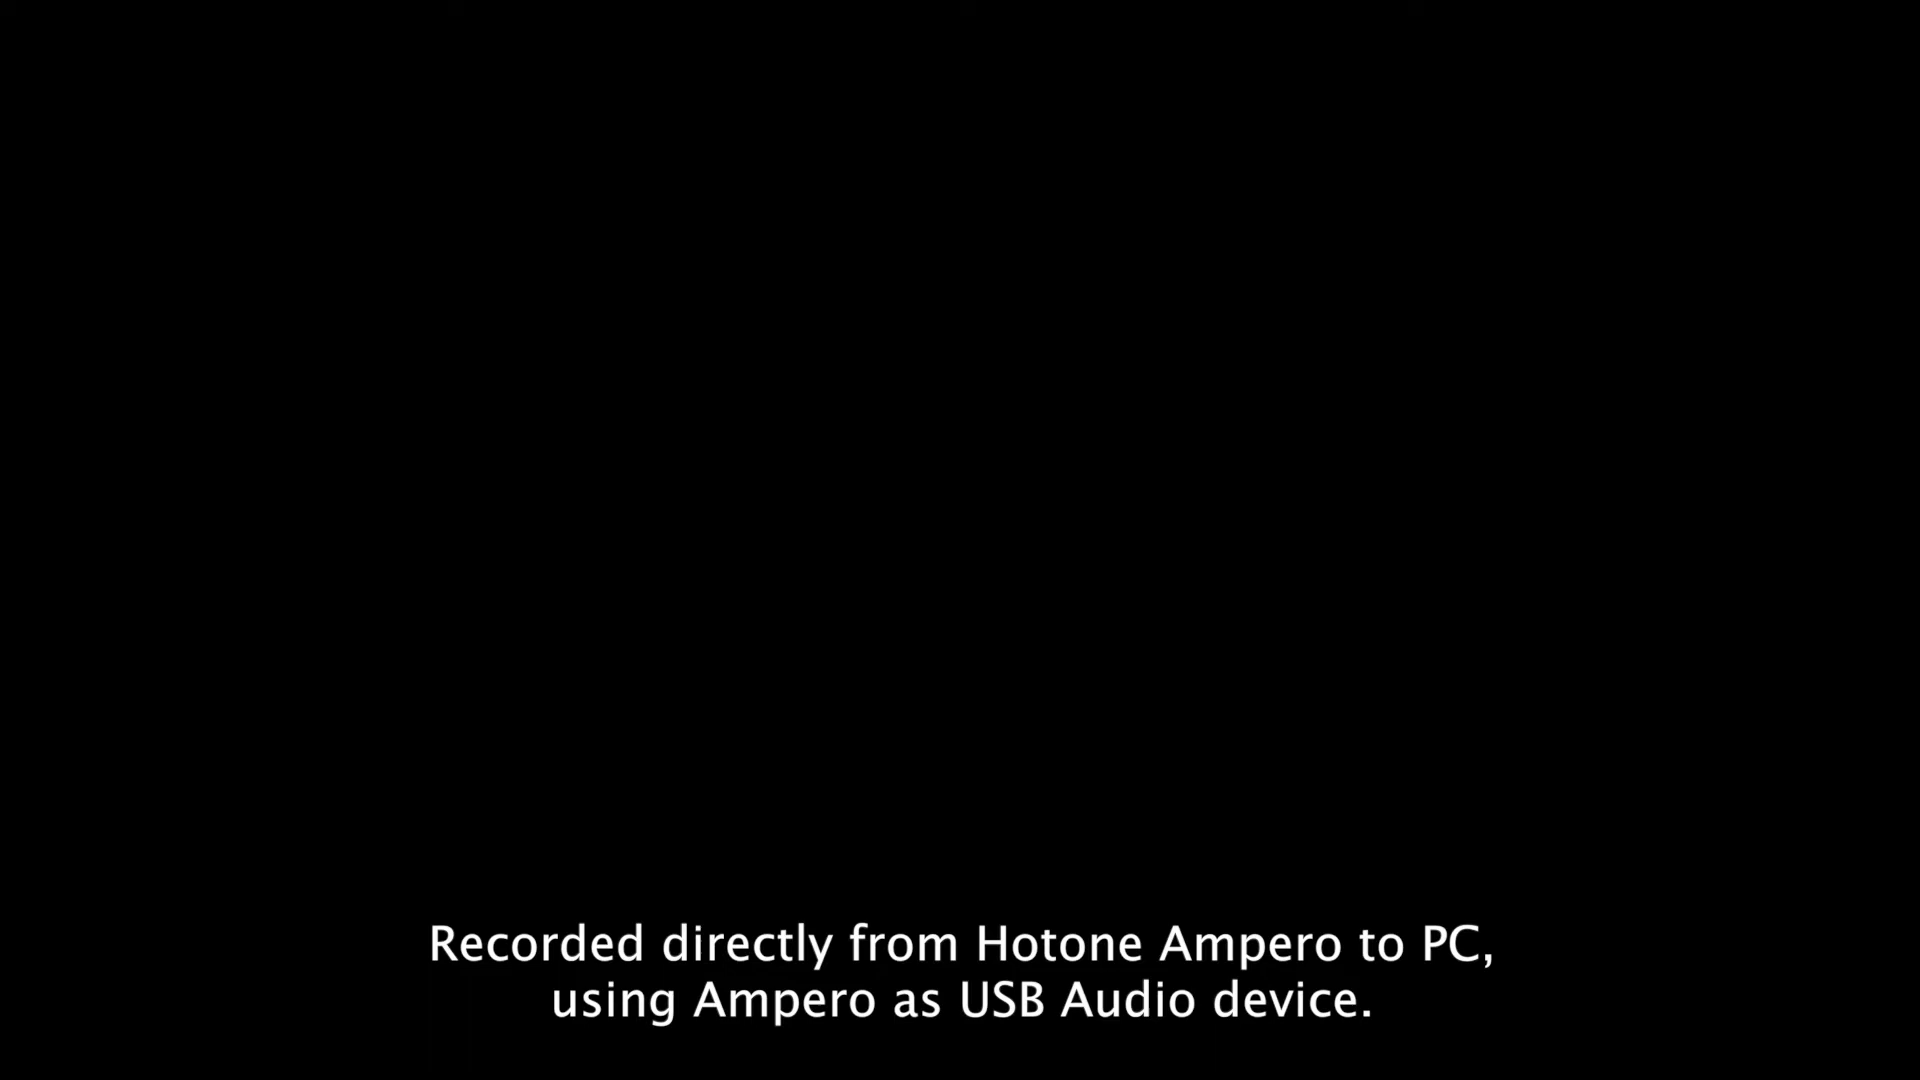 Recorded directly from Hotone Ampero to PC,
using Ampero as USB Audio device.